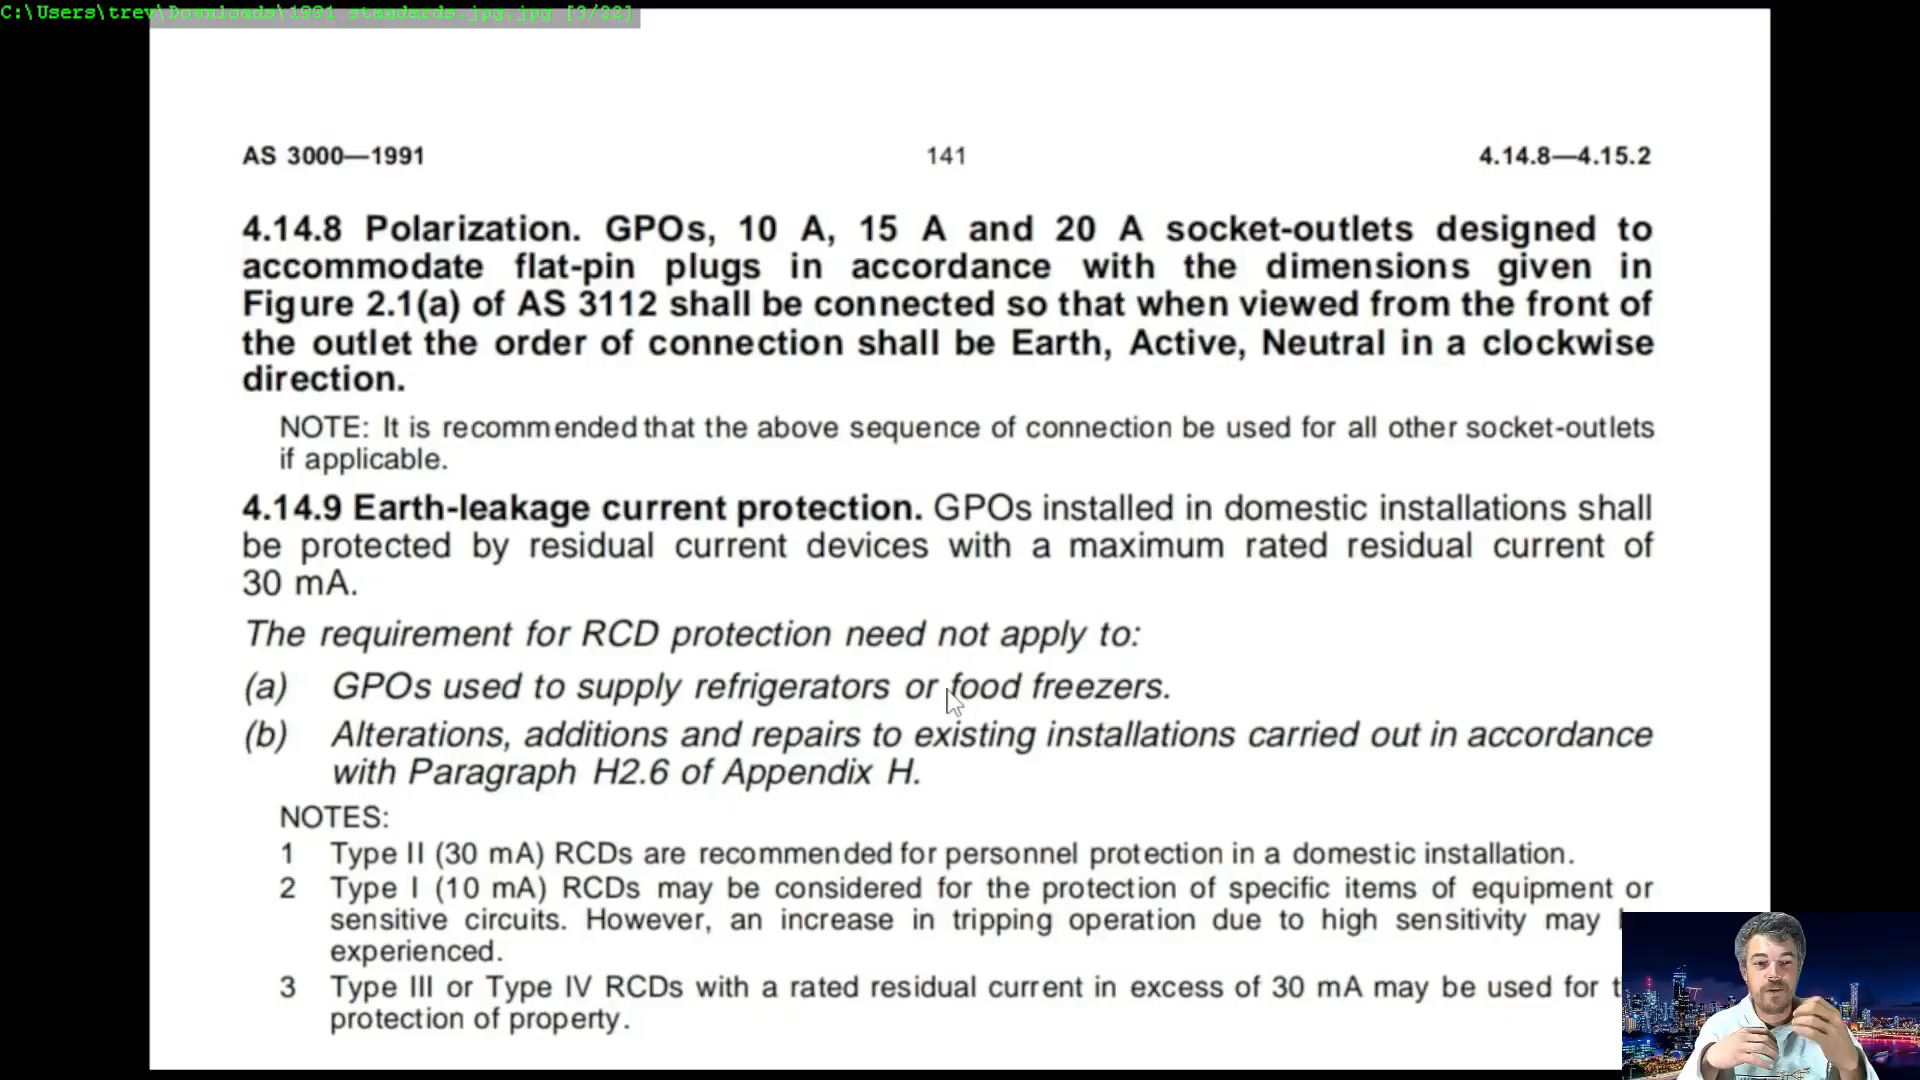 C:\Users\trev\Downloads\1991 standards.jpg.jpg [3/22]
AS 3000—1991 141 4.14.8—4.15.2
4.14.8 Polarization. GPOs, 10 A, 15 A and 20 A socket-outlets designed to
accommodate flat-pin plugs in accordance with the dimensions given in
Figure 2.1(a) of AS 3112 shall be connected so that when viewed from the front of
the outlet the order of connection shall be Earth, Active, Neutral in a clockwise
direction.
NOTE: It is recommended that the above sequence of connection be used for all other socket-outlets
if applicable.
4.14.9 Earth-leakage current protection. GPOs installed in domestic installations shall
be protected by residual current devices with a maximum rated residual current of
30 mA.
The requirement for RCD protection need not apply to:
(a) GPOs used to supply refrigerators or food freezers.
(b) Alterations, additions and repairs to existing installations carried out in accordance
with Paragraph H2.6 of Appendix H.
NOTES:
1 Type II (30 mA) RCDs are recommended for personnel protection in a domestic installation.
2 Type I (10 mA) RCDs may be considered for the protection of specific items of equipment or
sensitive circuits. However, an increase in tripping operation due to high sensitivity may
experienced.
3 Type III or Type IV RCDs with a rated residual current in excess of 30 mA may be used for
protection of property.